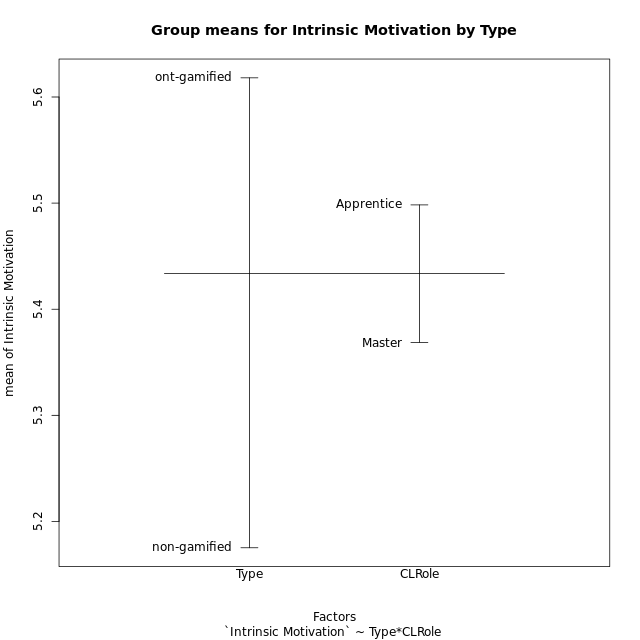 Group means for Intrinsic Motivation by Type
mean of Intrinsic Motivation
5.6
5.5
5.4
5.3
5.2
ont-gamified
Apprentice
Master
non-gamified
Type CLRole
Factors
`Intrinsic Motivation` ~ Type*CLRole